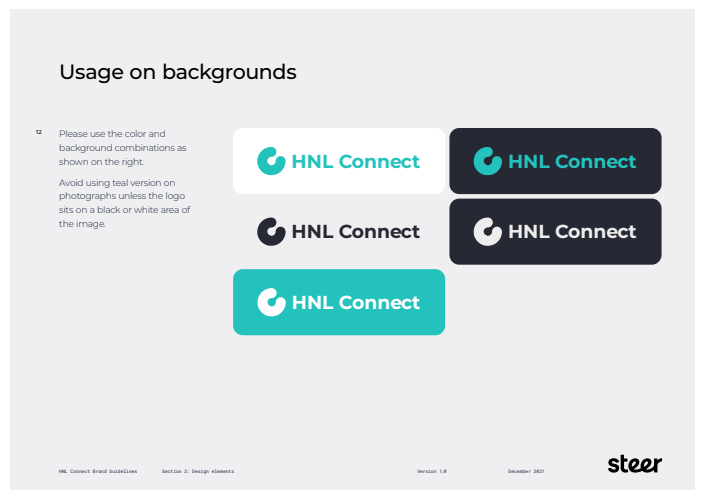 Usage on backgrounds
12
Please use the color and
background combinations as
shown on the right.
Avoid using teal version on
photographs unless the logo
sits on a black or white area of
the image.
HNL Connect
HNL Connect
HNL Connect
HNL Connect
HNL Connect
HNL Connect Brand Guidelines
Section 2: Design elements
Version 1.0
December 2021
steer